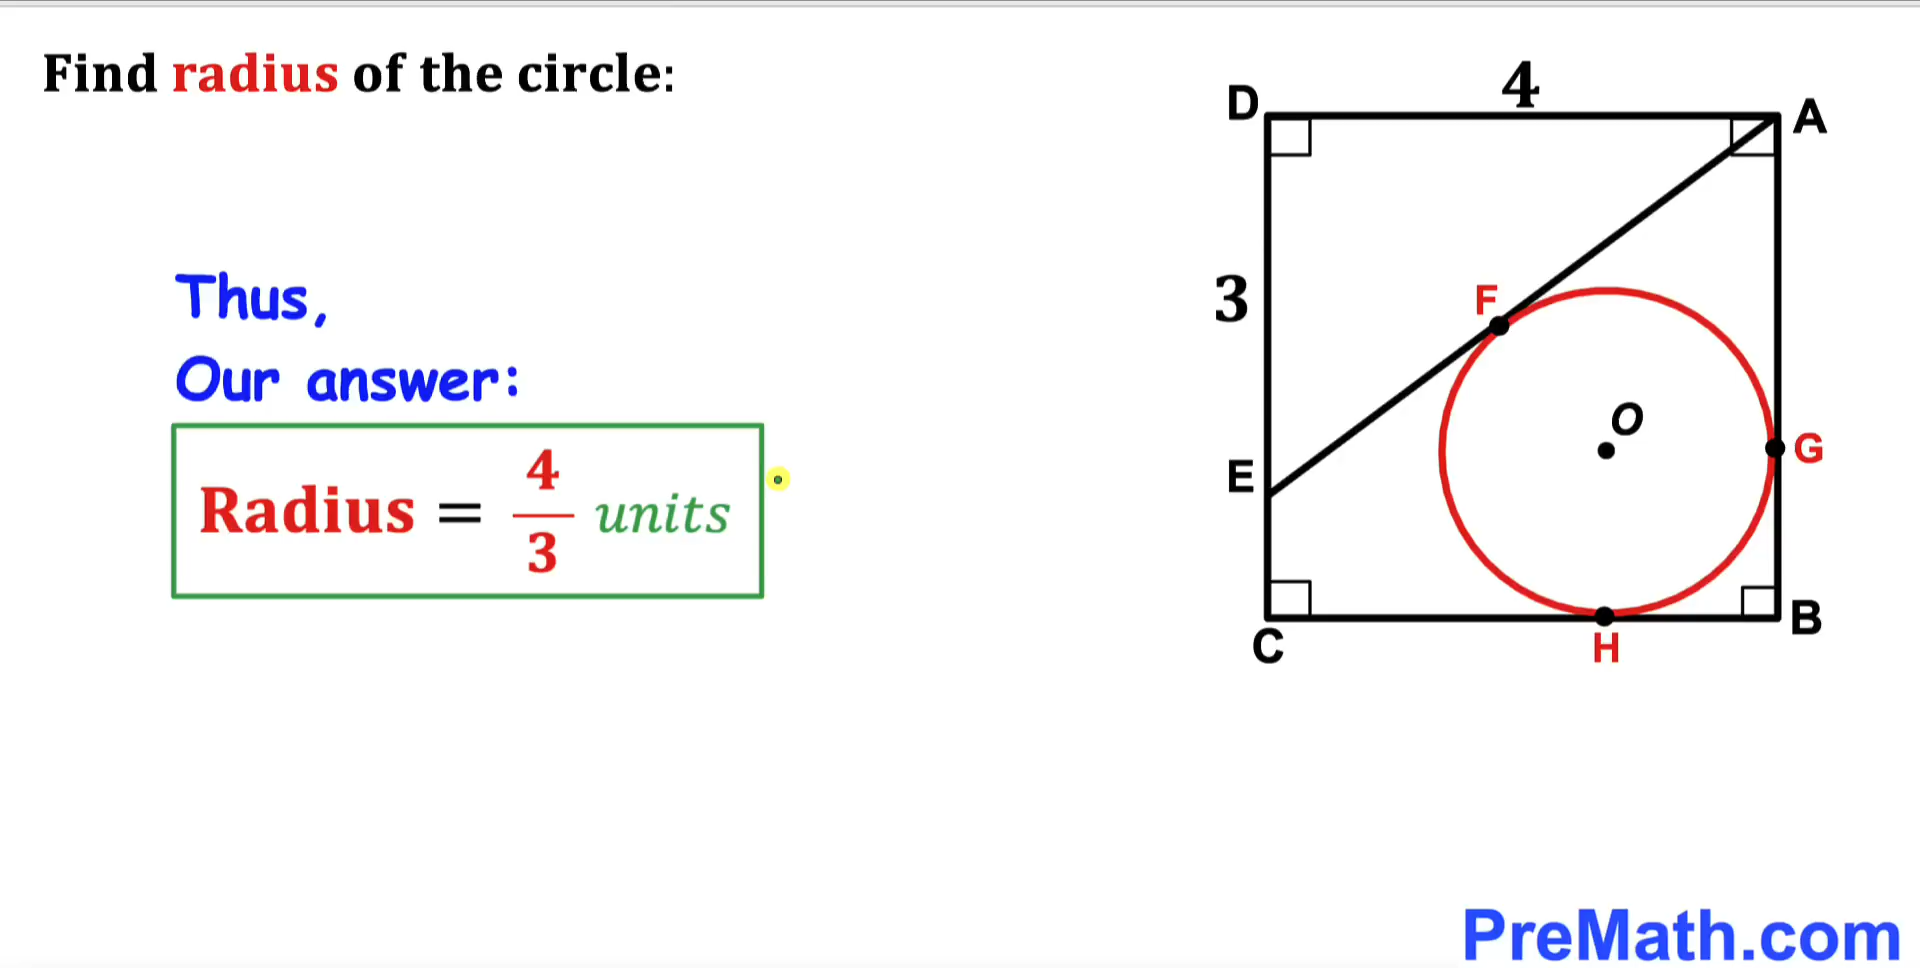 Find radius of the circle:
4
D
A
3
F
Thus,
Our answer:
O
G
E
Radius = 4/3 units
C
H
B
PreMath.com